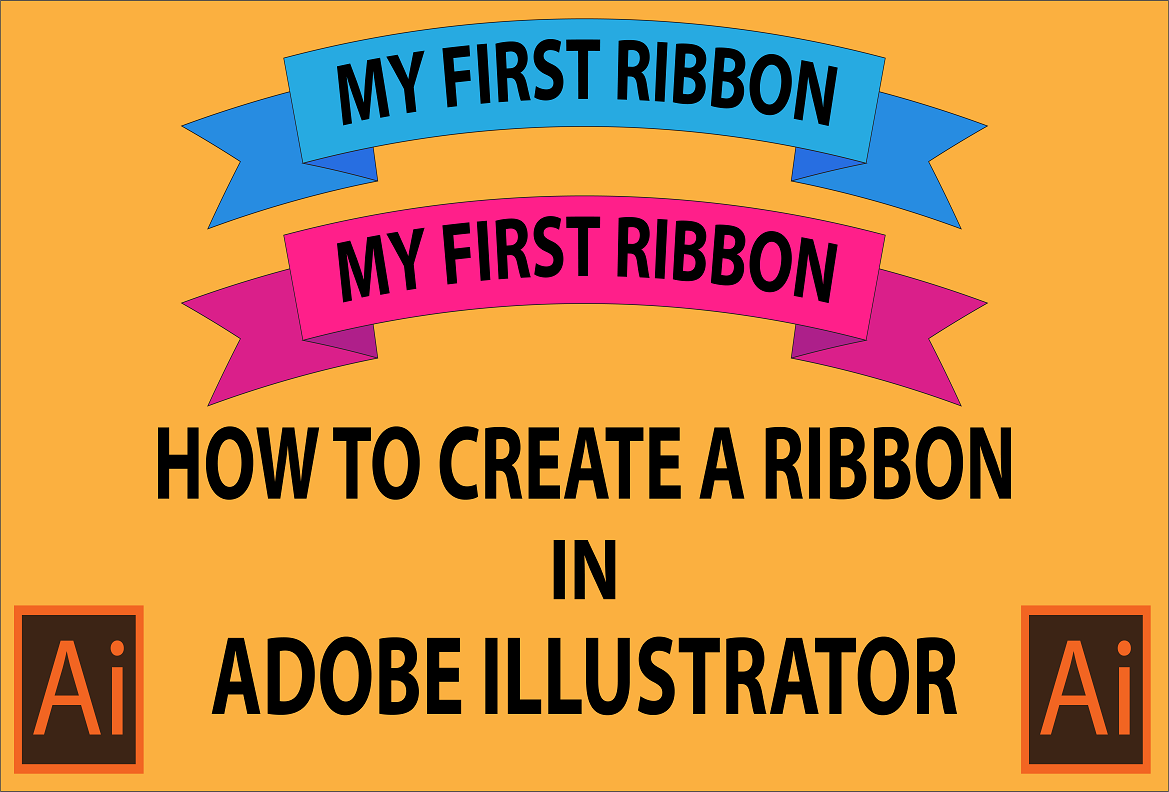 MY FIRST RIBBON
MY FIRST RIBBON
HOW TO CREATE A RIBBON
IN
ADOBE ILLUSTRATOR
Ai
Ai